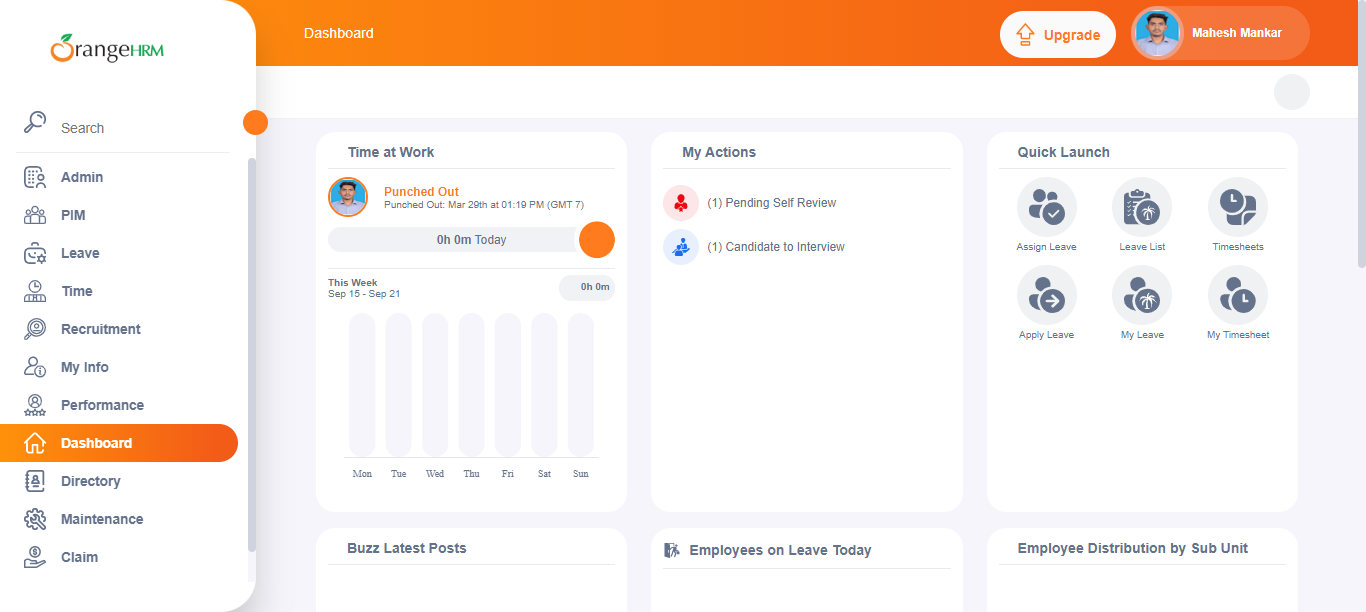 OrangeHRM
Search
Admin
PIM
Leave
Time
Recruitment
My Info
Performance
Dashboard
Directory
Maintenance
Claim
Dashboard
Upgrade
Mahesh Mankar
Time at Work
Punched Out
Punched Out: Mar 29th at 01:19 PM (GMT 7)
0h 0m Today
This Week
Sep 15 - Sep 21
0h 0m
Mon Tue Wed Thu Fri Sat Sun
My Actions
(1) Pending Self Review
(1) Candidate to Interview
Quick Launch
Assign Leave
Leave List
Timesheets
Apply Leave
My Leave
My Timesheet
Buzz Latest Posts
Employees on Leave Today
Employee Distribution by Sub Unit